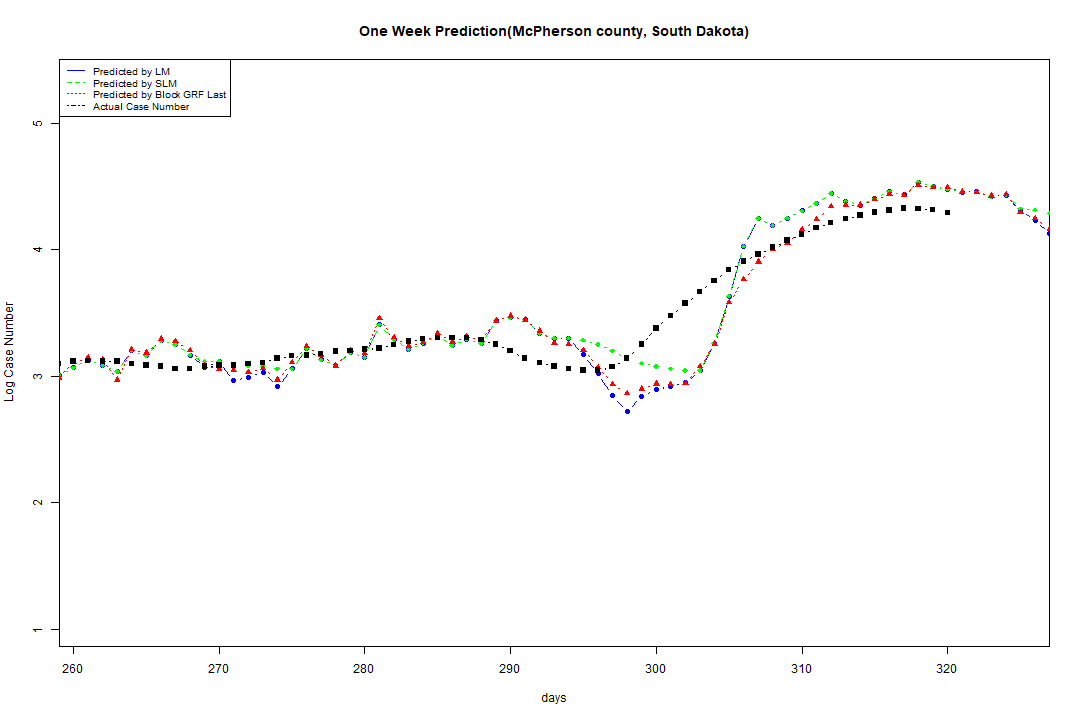 One Week Prediction(McPherson county, South Dakota)
Predicted by LM
Predicted by SLM
Predicted by Block GRF Last
Actual Case Number
5
4
3
2
1
Log Case Number
260 270 280 290 300 310 320
days